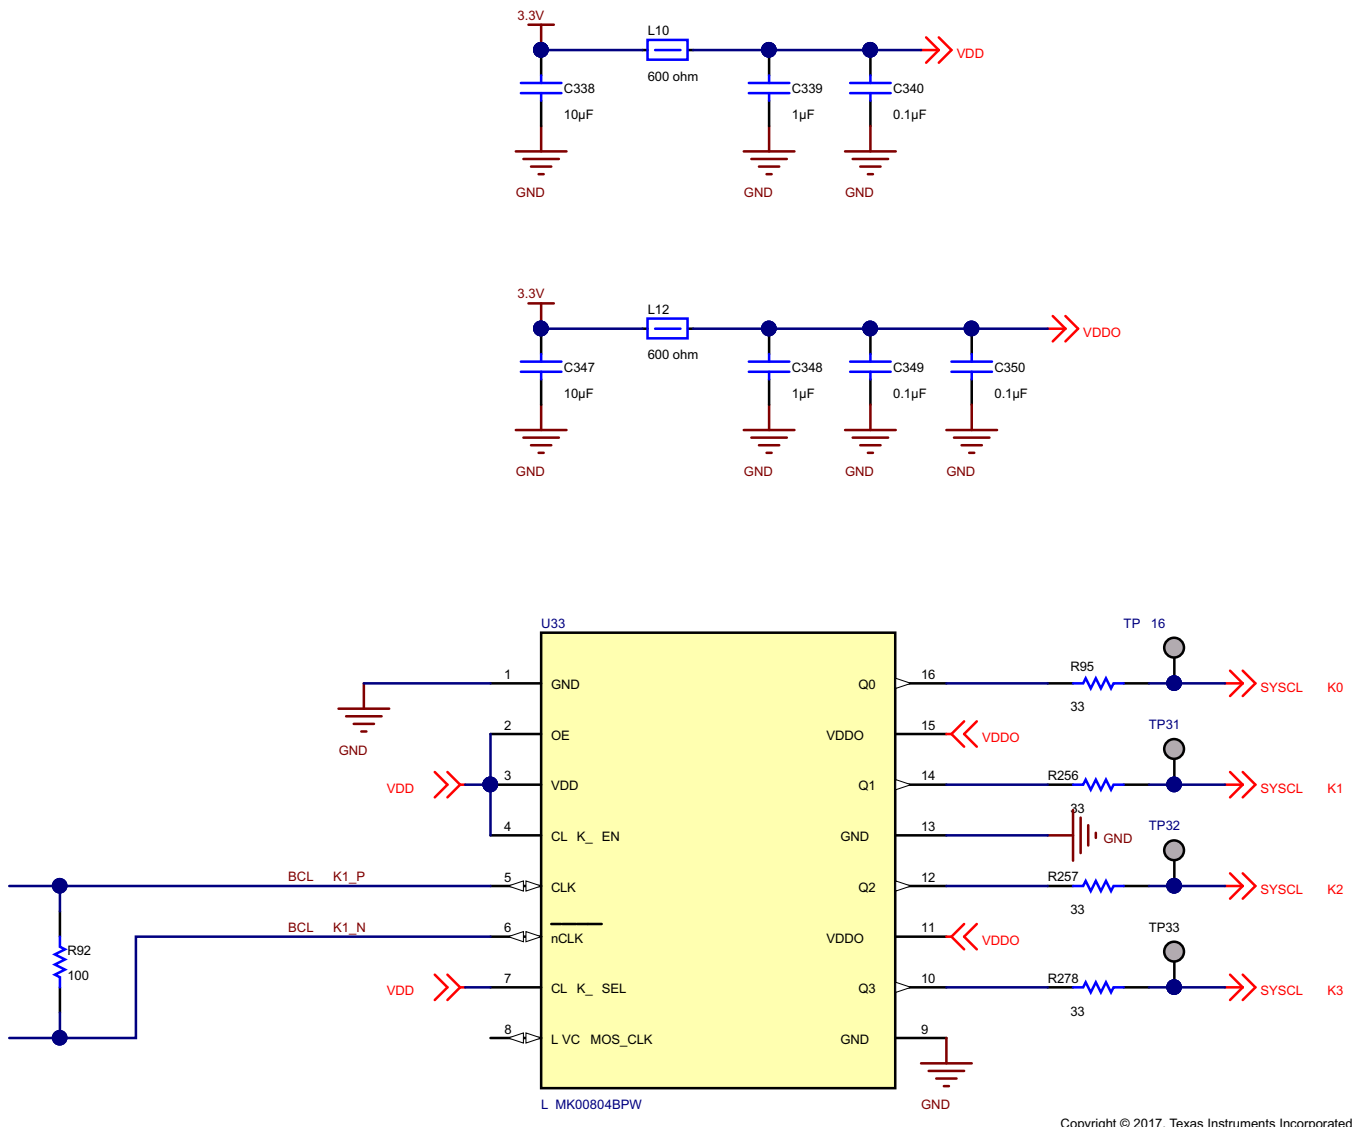 3.3V
L10
VDD
600 ohm
C338
C339
C340
10µF
1µF
0.1µF
GND
GND
GND
3.3V
L12
VDDO
600 ohm
C347
C348
C349
C350
10µF
1µF
0.1µF
0.1µF
GND
GND
GND
GND
U33
TP 16
1
GND
Q0
16
R95
33
SYSCL K0
GND
2
OE
VDDO
15
VDDO
TP31
VDD
3
VDD
Q1
14
R256
33
SYSCL K1
4
CL K_ EN
GND
13
GND
TP32
BCL K1_P
5
CLK
Q2
12
R257
33
SYSCL K2
BCL K1_N
6
nCLK
VDDO
11
VDDO
TP33
R92
100
VDD
7
CL K_ SEL
Q3
10
R278
33
SYSCL K3
8
L VC MOS_CLK
GND
9
GND
L MK00804BPW
Copyright © 2017, Texas Instruments Incorporated